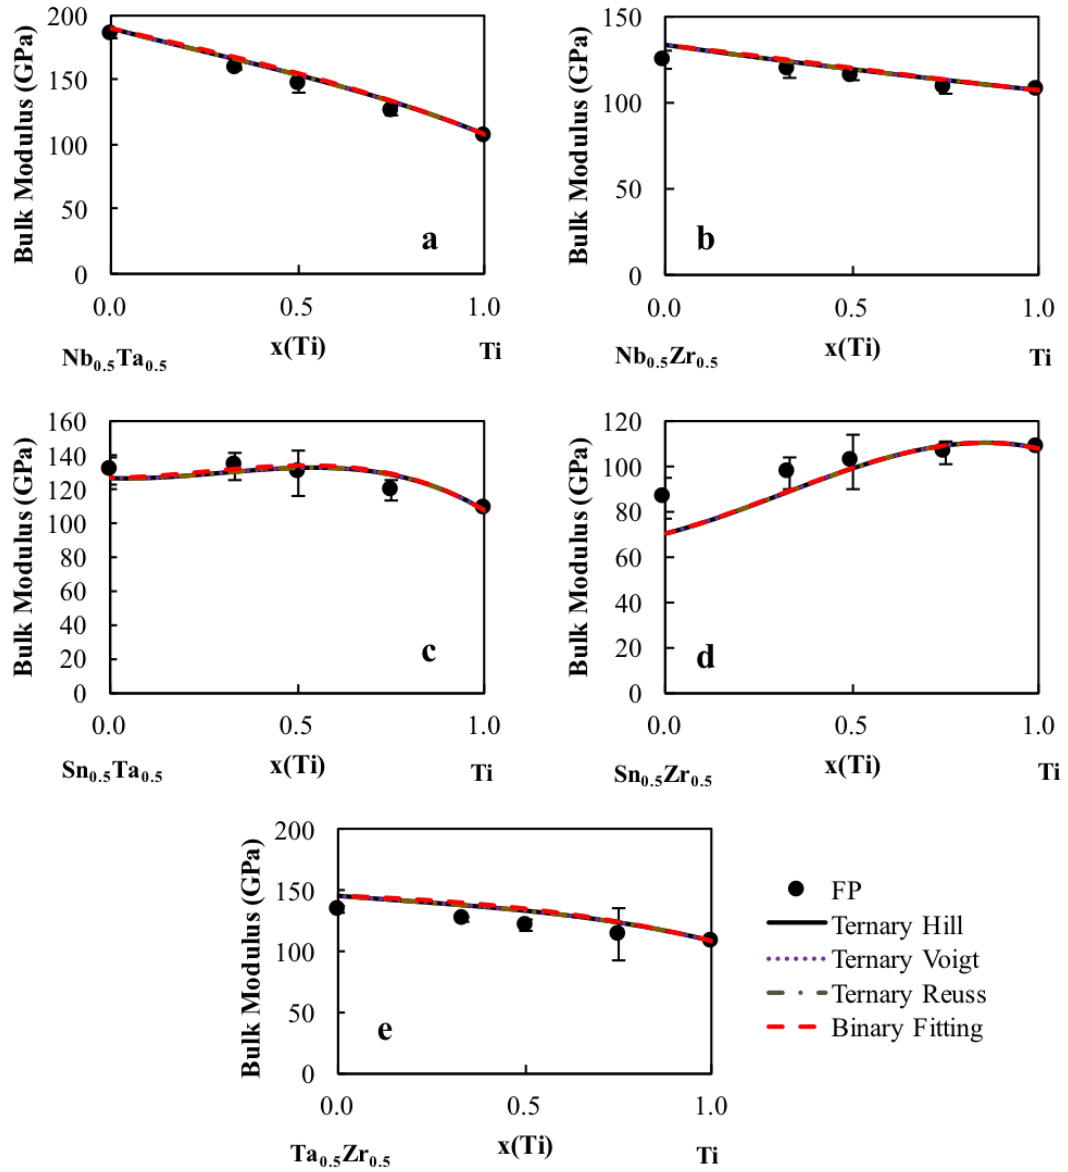 200
150
100
50
0
Bulk Modulus (GPa)
a
0.0 0.5 1.0
x(Ti)
Nb0.5Ta0.5 Ti
150
100
50
0
Bulk Modulus (GPa)
b
0.0 0.5 1.0
x(Ti)
Nb0.5Zr0.5 Ti
160
140
120
100
80
60
40
20
0
Bulk Modulus (GPa)
c
0.0 0.5 1.0
x(Ti)
Sn0.5Ta0.5 Ti
120
100
80
60
40
20
0
Bulk Modulus (GPa)
d
0.0 0.5 1.0
x(Ti)
Sn0.5Zr0.5 Ti
200
150
100
50
0
Bulk Modulus (GPa)
e
0.0 0.5 1.0
x(Ti)
Ta0.5Zr0.5 Ti
FP
Ternary Hill
Ternary Voigt
Ternary Reuss
Binary Fitting